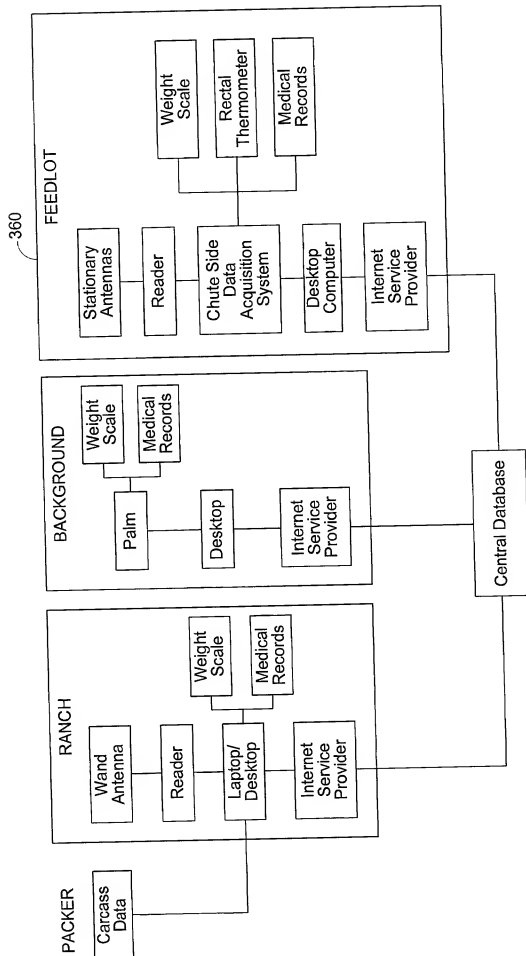 PACKER
Carcass
Data
RANCH
Wand
Antenna
Reader
Laptop/
Desktop
Weight
Scale
Medical
Records
Internet
Service
Provider
BACKGROUND
Weight
Scale
Medical
Records
Palm
Desktop
Internet
Service
Provider
360
FEEDLOT
Stationary
Antennas
Reader
Chute Side
Data
Acquisition
System
Weight
Scale
Rectal
Thermometer
Medical
Records
Desktop
Computer
Internet
Service
Provider
Central Database